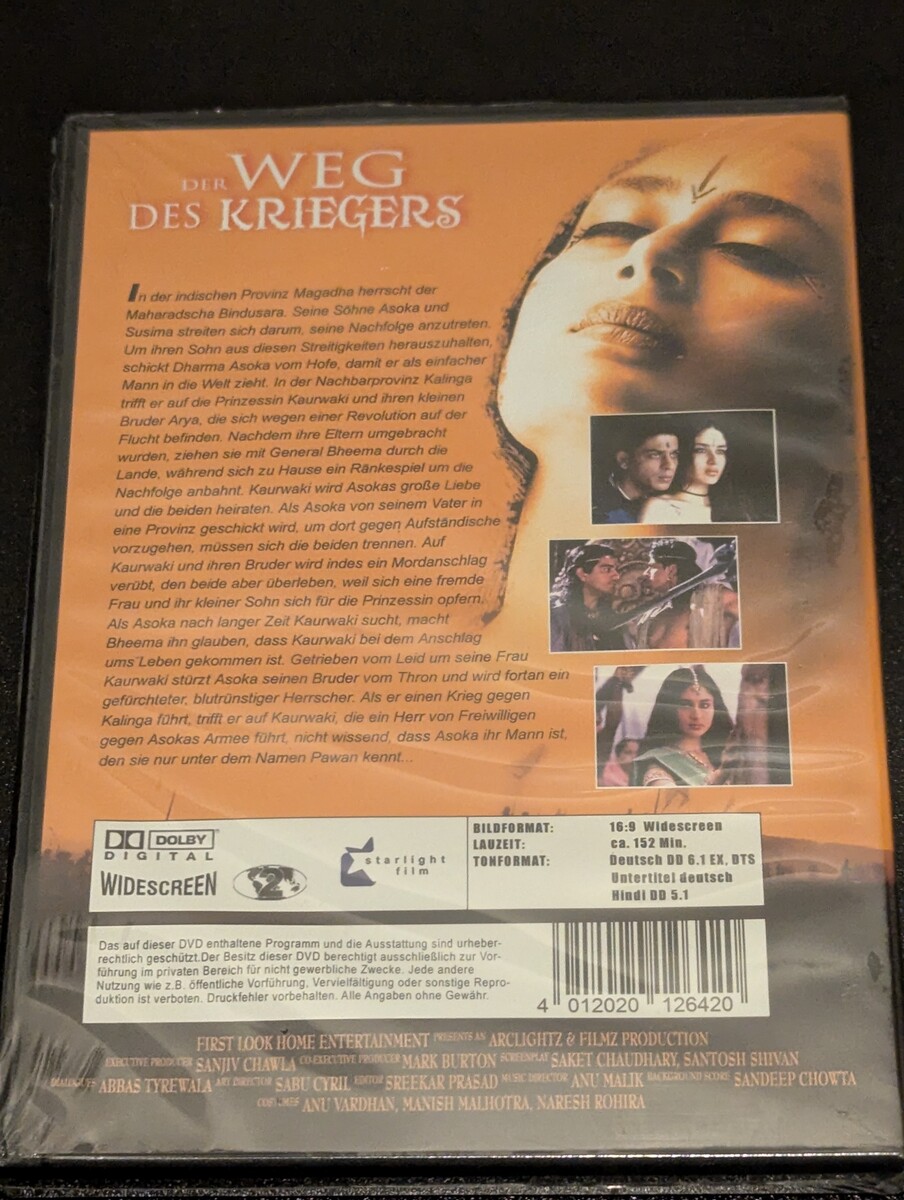 DER WEG
DES KRIEGERS
In der indischen Provinz Magadha herrscht der
Maharadscha Bindusara. Seine Söhne Asoka und
Susima streiten sich darum, seine Nachfolge anzutreten.
Um ihren Sohn aus diesen Streitigkeiten herauszuhalten,
schickt Dharma Asoka vom Hofe, damit er als einfacher
Mann in die Welt zieht. In der Nachbarprovinz Kalinga
trifft er auf die Prinzessin Kaurwaki und ihren kleinen
Bruder Arya, die sich wegen einer Revolution auf der
Flucht befinden. Nachdem ihre Eltern umgebracht
wurden, ziehen sie mit General Bheema durch die
Lande, während sich zu Hause ein Ränkespiel um die
Nachfolge anbahnt. Kaurwaki wird Asokas große Liebe
und die beiden heiraten. Als Asoka von seinem Vater in
eine Provinz geschickt wird, um dort gegen Aufständische
vorzugehen, müssen sich die beiden trennen. Auf
Kaurwaki und ihren Bruder wird indes ein Mordanschlag
verübt, den beide aber überleben, weil sich eine fremde
Frau und ihr kleiner Sohn sich für die Prinzessin opfern.
Als Asoka nach langer Zeit Kaurwaki sucht, macht
Bheema ihn glauben, dass Kaurwaki bei dem Anschlag
ums´Leben gekommen ist. Getrieben vom Leid um seine Frau
Kaurwaki stürzt Asoka seinen Bruder vom Thron und wird fortan ein
gefürchteter, blutrünstiger Herrscher. Als er einen Krieg gegen
Kalinga führt, trifft er auf Kaurwaki, die ein Herr von Freiwilligen
gegen Asokas Armee führt, nicht wissend, dass Asoka ihr Mann ist,
den sie nur unter dem Namen Pawan kennt...
DOLBY®
DIGITAL
WIDESCREEN
2
starlight
film
BILDFORMAT: 16:9 Widescreen
LAUZEIT: ca. 152 Min.
TONFORMAT: Deutsch DD 6.1 EX, DTS
Untertitel deutsch
Hindi DD 5.1
Das auf dieser DVD enthaltene Programm und die Ausstattung sind urheber-
rechtlich geschützt.Der Besitz dieser DVD berechtigt ausschließlich zur Vor-
führung im privaten Bereich für nicht gewerbliche Zwecke. Jede andere
Nutzung wie z.B. öffentliche Vorführung, Vervielfältigung oder sonstige Repro-
duktion ist verboten. Druckfehler vorbehalten. Alle Angaben ohne Gewähr.
4 012020 126420
FIRST LOOK HOME ENTERTAINMENT PRESENTS AN ARCLIGHTZ & FILMZ PRODUCTION
EXECUTIVE PRODUCER SANJIV CHAWLA CO-EXECUTIVE PRODUCER MARK BURTON SCREENPLAY SAKET CHAUDHARY, SANTOSH SHIVAN
DIALOGUES ABBAS TYREWALA ART DIRECTOR SABU CYRIL EDITOR SREEKAR PRASAD MUSIC DIRECTOR ANU MALIK BACKGROUND SCORE SANDEEP CHOWTA
COSTUMES ANU VARDHAN, MANISH MALHOTRA, NARESH ROHIRA